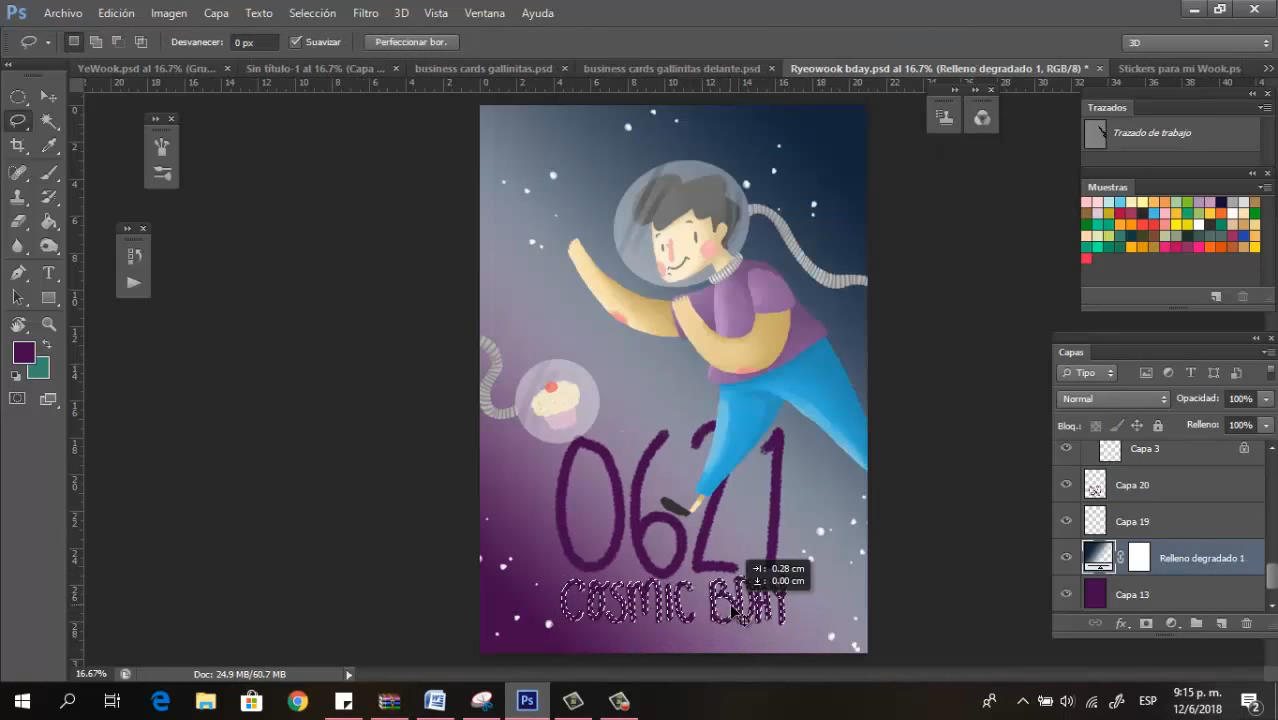 Ps Archivo Edición Imagen Capa Texto Selección Filtro 3D Vista Ventana Ayuda
Desvanecer: 0 px Suavizar Perfeccionar bor. 3D
YeWook.psd al 16.7% (Gru... × Sin título-1 al 16.7% (Capa ... × business cards gallinitas.psd × business cards gallinitas delante.psd × Ryeowook bday.psd al 16.7% (Relleno degradado 1, RGB/8) * × Stickers para mi Wook.ps
Trazados
Trazado de trabajo
Muestras
Capas
Tipo
Normal Opacidad: 100%
Bloq.: Relleno: 100%
Capa 3
Capa 20
Capa 19
Relleno degradado 1
Capa 13
0621
COSMIC BDAY
0.28 cm
0.00 cm
16.67% Doc: 24.9 MB/60.7 MB
ESP
9:15 p. m.
12/6/2018
2